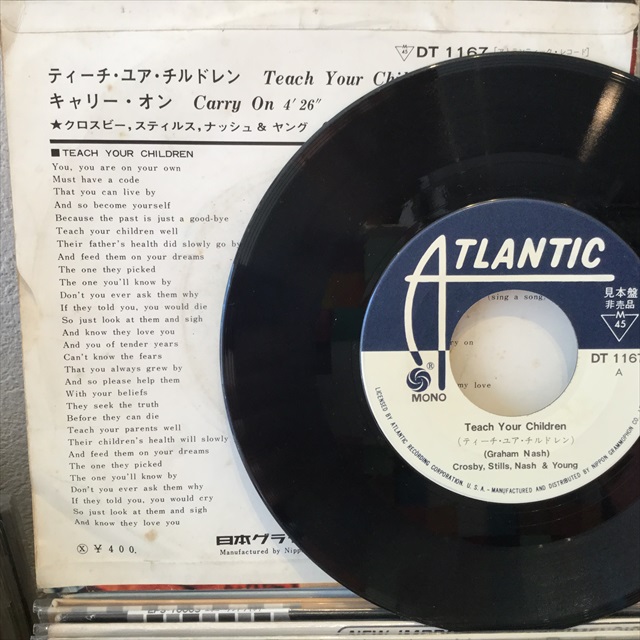 DT 1167
ティーチ・ユア・チルドレン Teach Your
キャリー・オン Carry On 4′26″
★クロスビー,スティルス,ナッシュ&ヤング
■ TEACH YOUR CHILDREN
You, you are on your own
Must have a code
That you can live by
And so become yourself
Because the past is just a good-bye
Teach your children well
Their father's health did slowly go by
And feed them on your dreams
The one they picked
The one you'll know by
Don't you ever ask them why
If they told you, you would die
So just look at them and sigh
And know they love you
And you of tender years
Can't know the fears
That you always grew by
And so please help them
With your beliefs
They seek the truth
Before they can die
Teach your parents well
Their children's health will slowly
And feed them on your dreams
The one they picked
The one you'll know by
Don't you ever ask them why
If they told you, you would cry
So just look at them and sigh
And know they love you
Ⓧ ¥400.
日本グラ
Manufactured by Nipp
ATLANTIC
®
MONO
(sing a song,
ry on
my love
見本盤
非売品
M
45
DT 1167
A
Teach Your Children
(ティーチ・ユア・チルドレン)
(Graham Nash)
Crosby, Stills, Nash & Young
LICENSED BY ATLANTIC RECORDING CORPORATION U.S.A.-MANUFACTURED AND DISTRIBUTED BY NIPPON GRAMMOPHON CO.